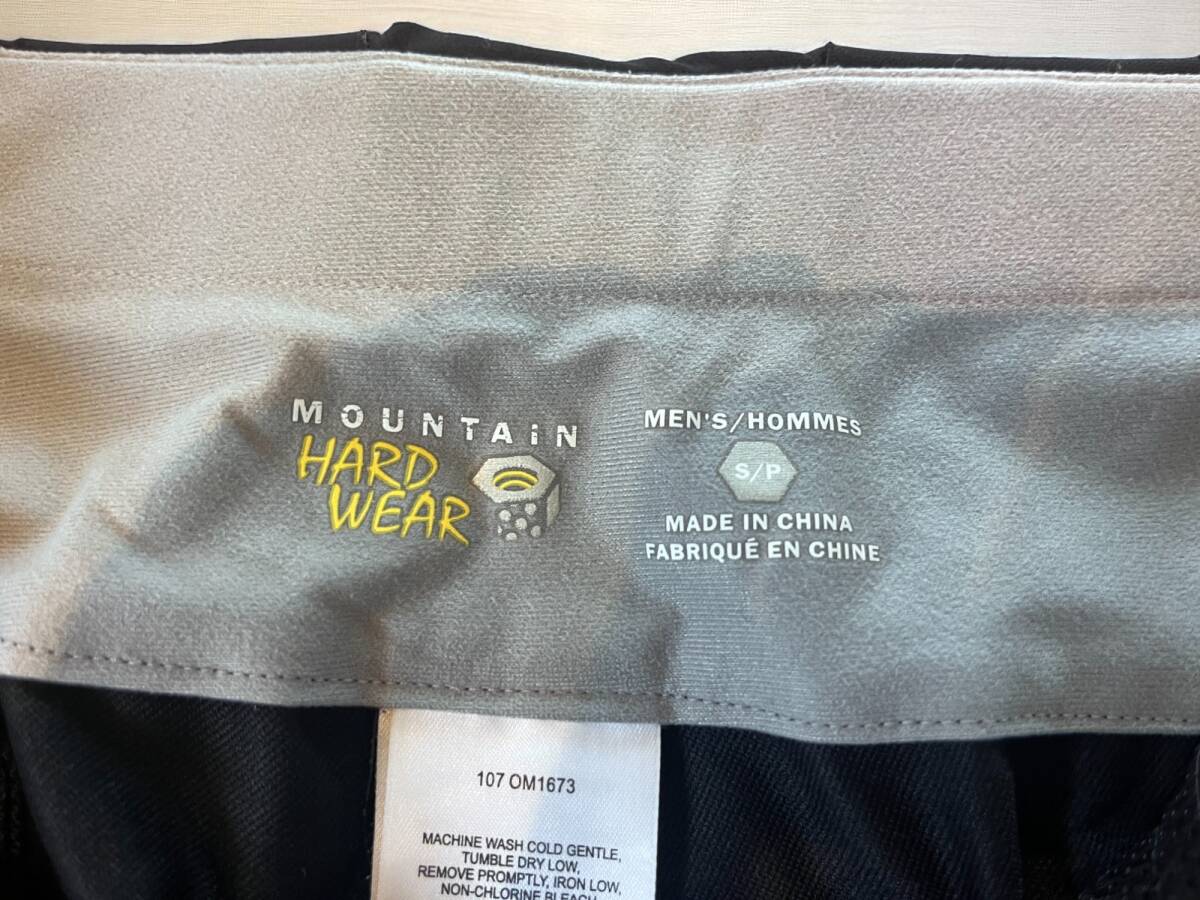 MOUNTAiN
HARD
WEAR
MEN'S/HOMMES
S/P
MADE IN CHINA
FABRIQUÉ EN CHINE
107 OM1673
MACHINE WASH COLD GENTLE,
TUMBLE DRY LOW,
REMOVE PROMPTLY, IRON LOW,
NON-CHLORINE BLEACH